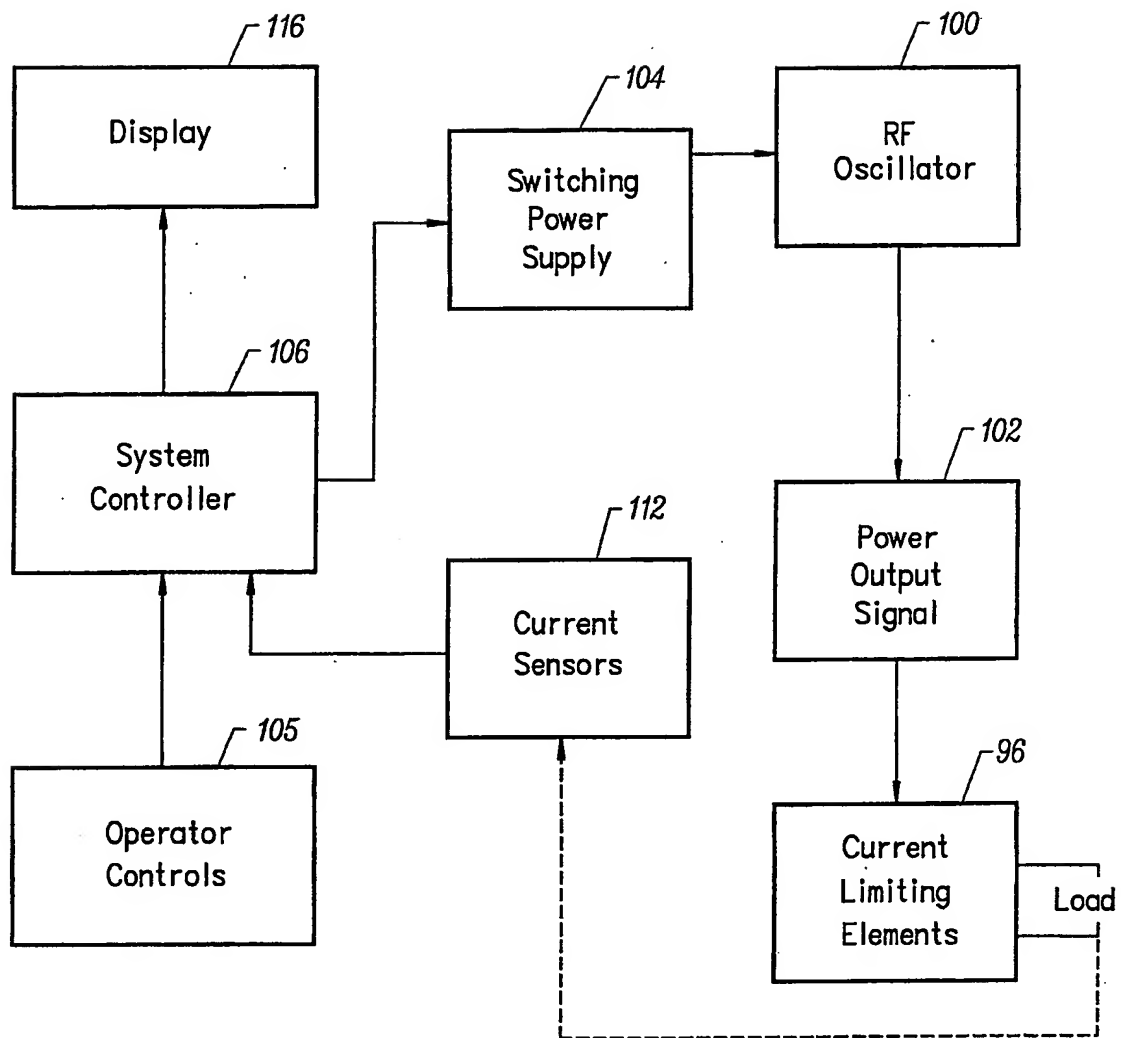 116
Display
104
Switching
Power
Supply
100
RF
Oscillator
106
System
Controller
112
Current
Sensors
102
Power
Output
Signal
105
Operator
Controls
96
Current
Limiting
Elements
Load